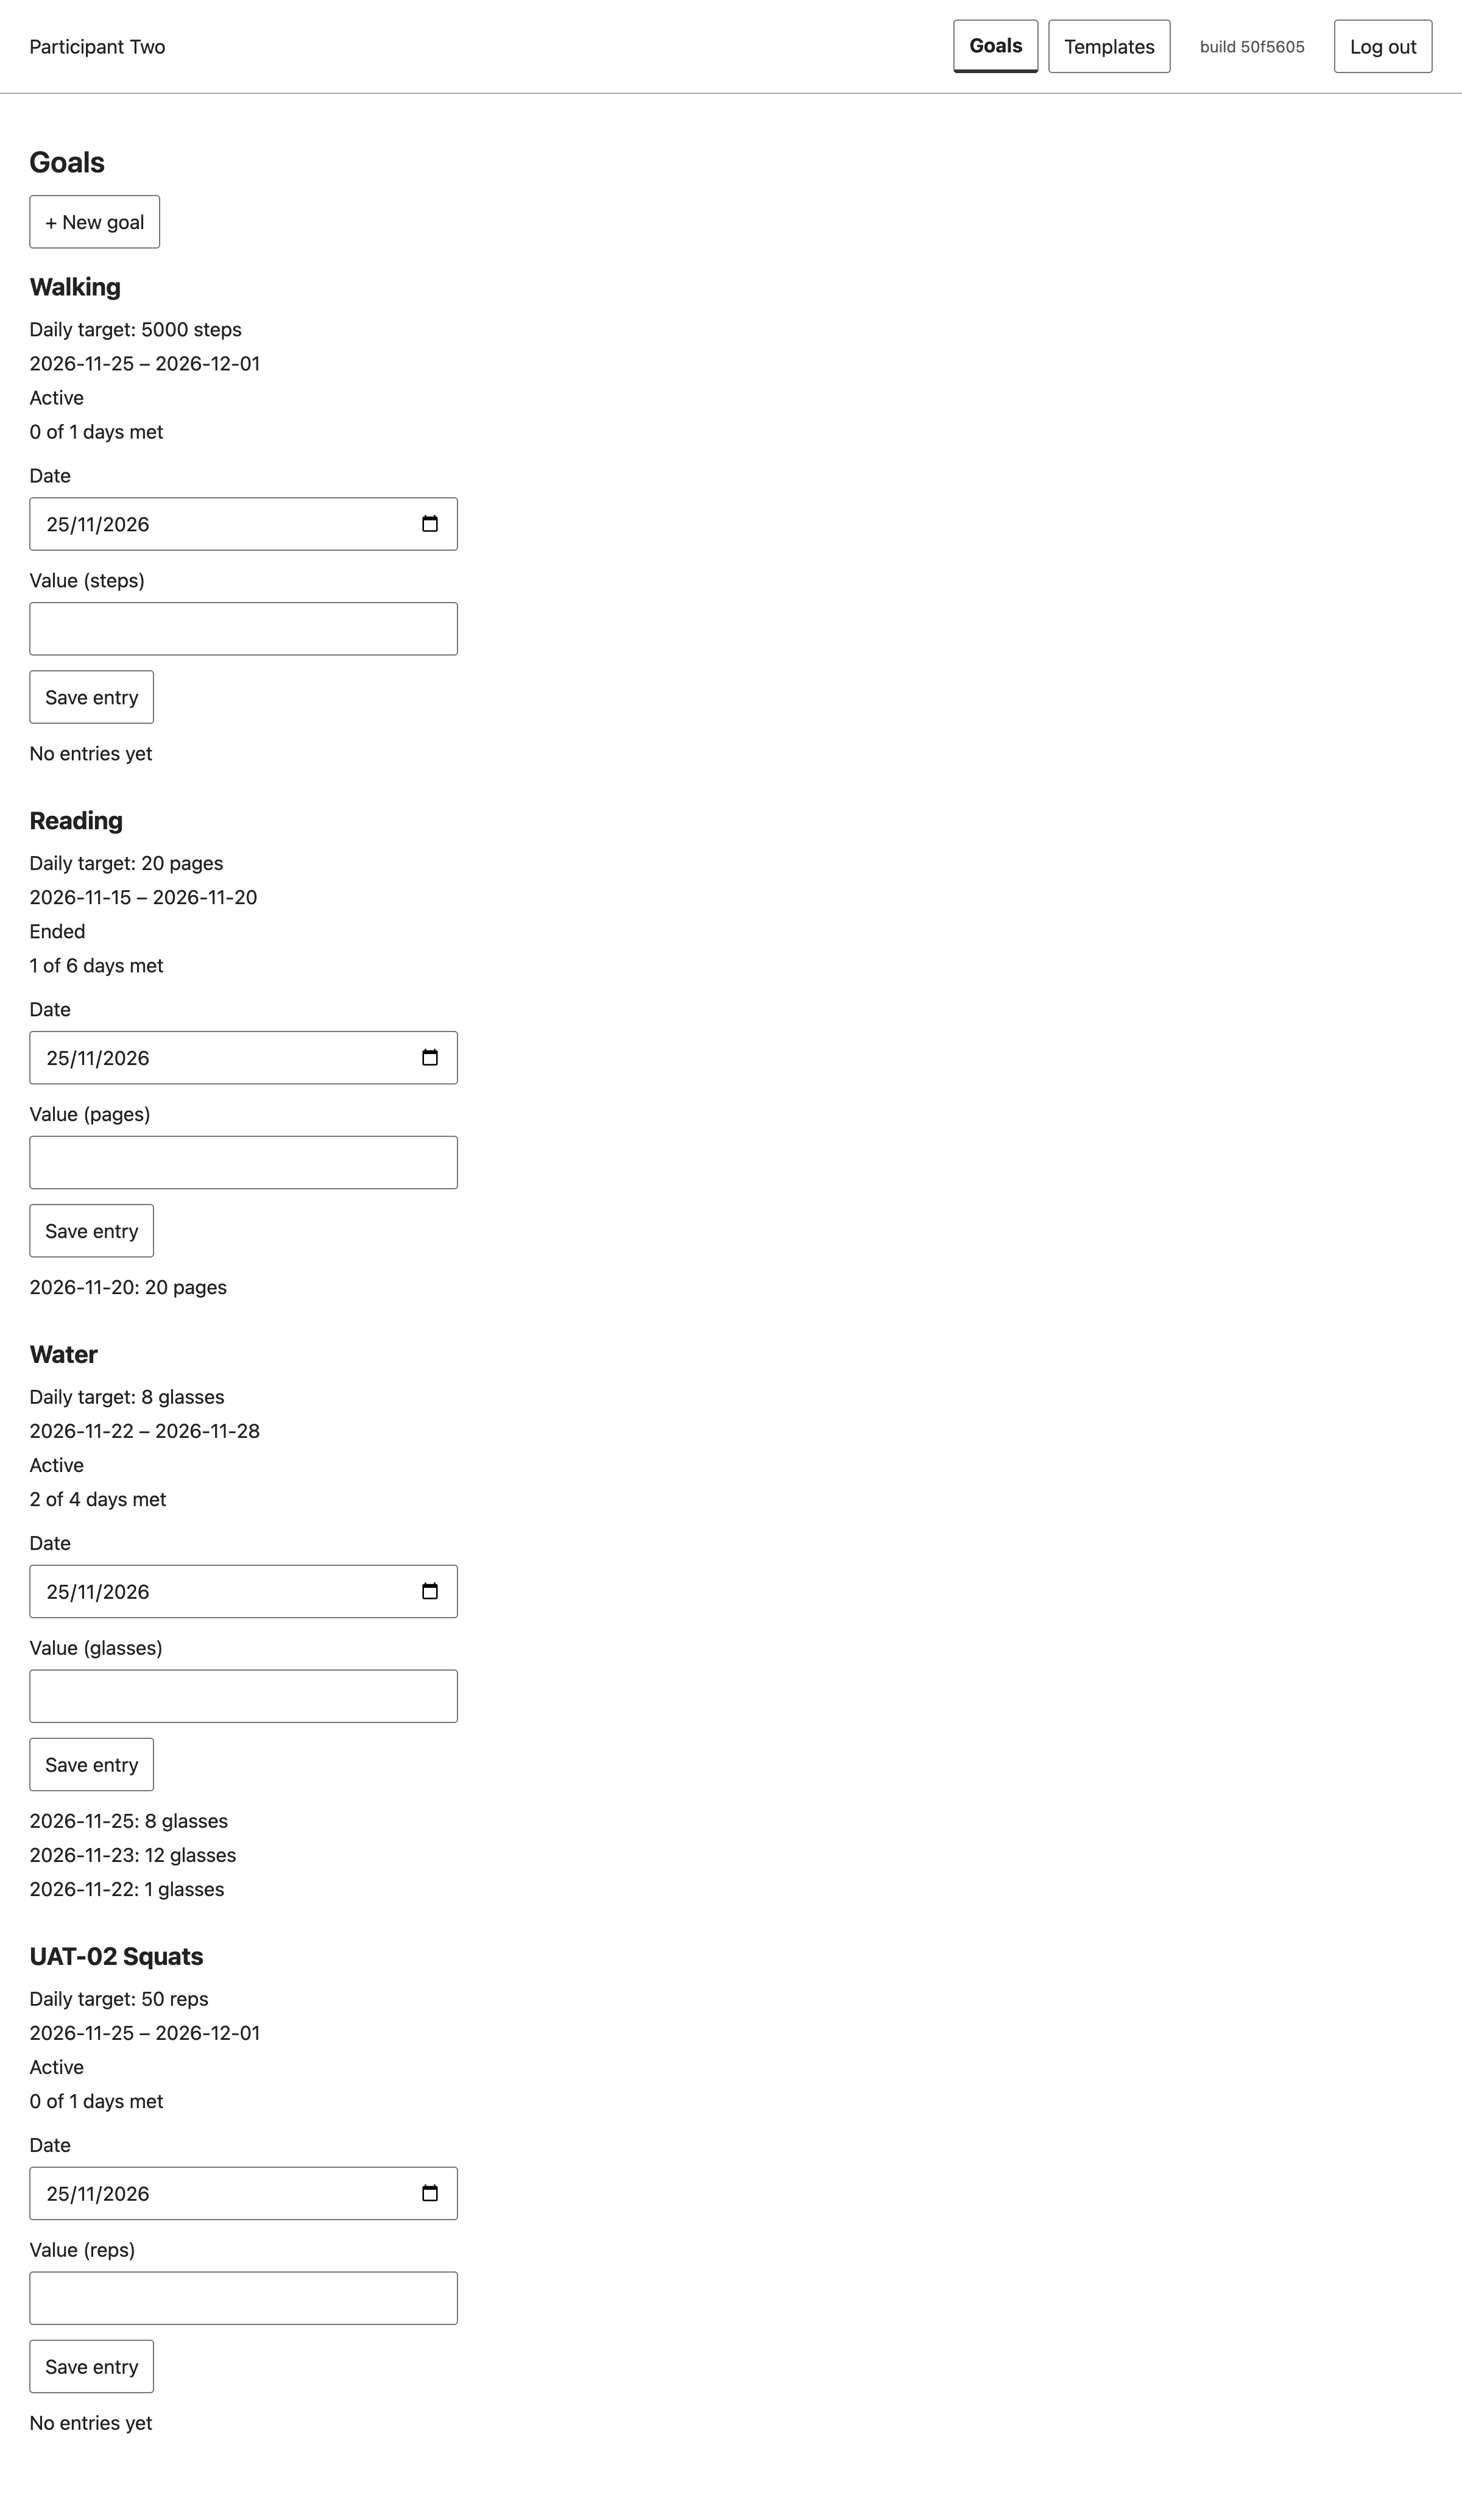 Participant Two
Goals
Templates
build 50f5605
Log out
Goals
+ New goal
Walking
Daily target: 5000 steps
2026-11-25 – 2026-12-01
Active
0 of 1 days met
Date
25/11/2026
Value (steps)
Save entry
No entries yet
Reading
Daily target: 20 pages
2026-11-15 – 2026-11-20
Ended
1 of 6 days met
Date
25/11/2026
Value (pages)
Save entry
2026-11-20: 20 pages
Water
Daily target: 8 glasses
2026-11-22 – 2026-11-28
Active
2 of 4 days met
Date
25/11/2026
Value (glasses)
Save entry
2026-11-25: 8 glasses
2026-11-23: 12 glasses
2026-11-22: 1 glasses
UAT-02 Squats
Daily target: 50 reps
2026-11-25 – 2026-12-01
Active
0 of 1 days met
Date
25/11/2026
Value (reps)
Save entry
No entries yet